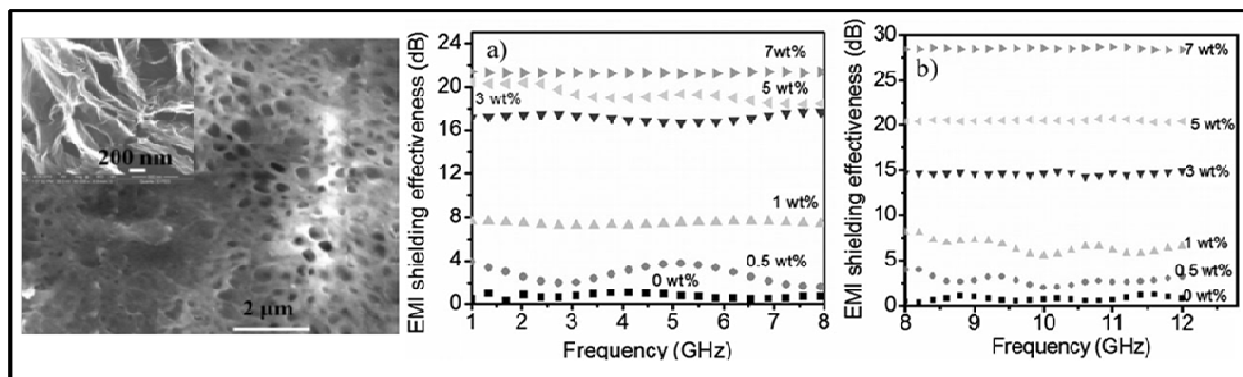 200 nm
2 µm
a)
EMI shielding effectiveness (dB)
24
20
16
12
8
4
0
7wt%
5 wt%
3 wt%
1 wt%
0.5 wt%
0 wt%
1 2 3 4 5 6 7 8
Frequency (GHz)
b)
EMI shielding effectiveness (dB)
30
25
20
15
10
5
0
7 wt%
5 wt%
3 wt%
1 wt%
0.5 wt%
0 wt%
8 9 10 11 12
Frequency (GHz)